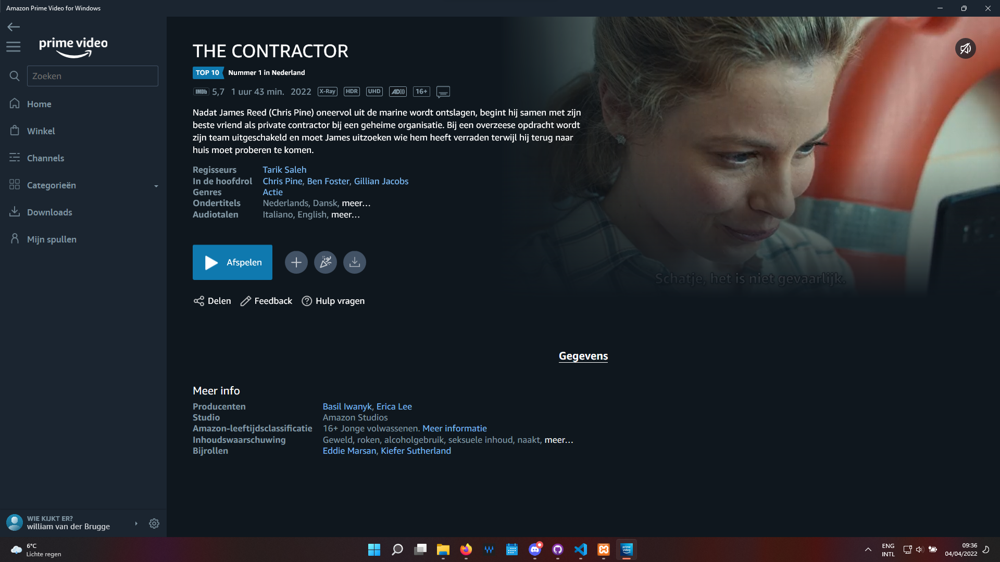 Amazon Prime Video for Windows
prime video
Zoeken
Home
Winkel
Channels
Categorieën
Downloads
Mijn spullen
WIE KIJKT ER?
william van der Brugge
THE CONTRACTOR
TOP 10 Nummer 1 in Nederland
IMDb 5,7 1 uur 43 min. 2022 X-Ray HDR UHD AD))) 16+
Nadat James Reed (Chris Pine) oneervol uit de marine wordt ontslagen, begint hij samen met zijn
beste vriend als private contractor bij een geheime organisatie. Bij een overzeese opdracht wordt
zijn team uitgeschakeld en moet James uitzoeken wie hem heeft verraden terwijl hij terug naar
huis moet proberen te komen.
Regisseurs Tarik Saleh
In de hoofdrol Chris Pine, Ben Foster, Gillian Jacobs
Genres Actie
Ondertitels Nederlands, Dansk, meer...
Audiotalen Italiano, English, meer...
Afspelen
Schatje, het is niet gevaarlijk.
Delen Feedback Hulp vragen
Gegevens
Meer info
Producenten Basil Iwanyk, Erica Lee
Studio Amazon Studios
Amazon-leeftijdsclassificatie 16+ Jonge volwassenen. Meer informatie
Inhoudswaarschuwing Geweld, roken, alcoholgebruik, seksuele inhoud, naakt, meer...
Bijrollen Eddie Marsan, Kiefer Sutherland
6°C
Lichte regen
prime video
ENG
INTL
09:36
04/04/2022